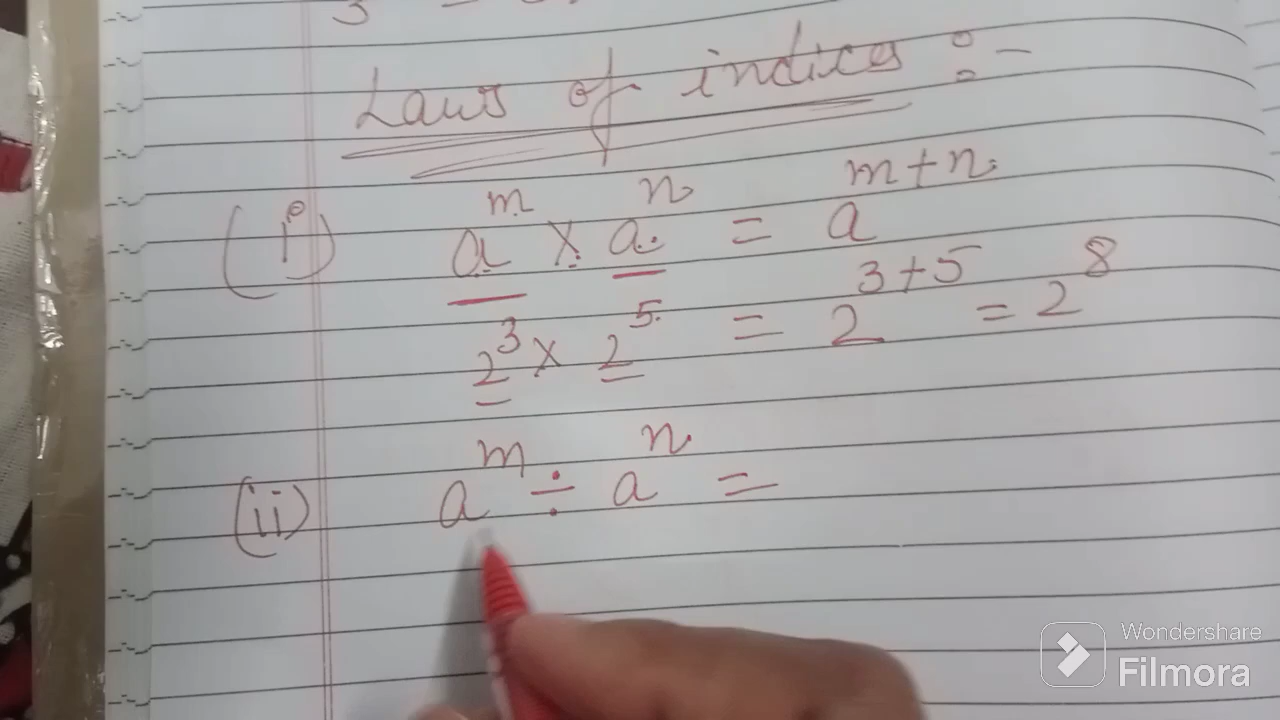 Laws of indices :-
(i) a^m × a^n = a^m+n
2^3 × 2^5 = 2^3+5 = 2^8
(ii) a^m ÷ a^n =
Wondershare
Filmora